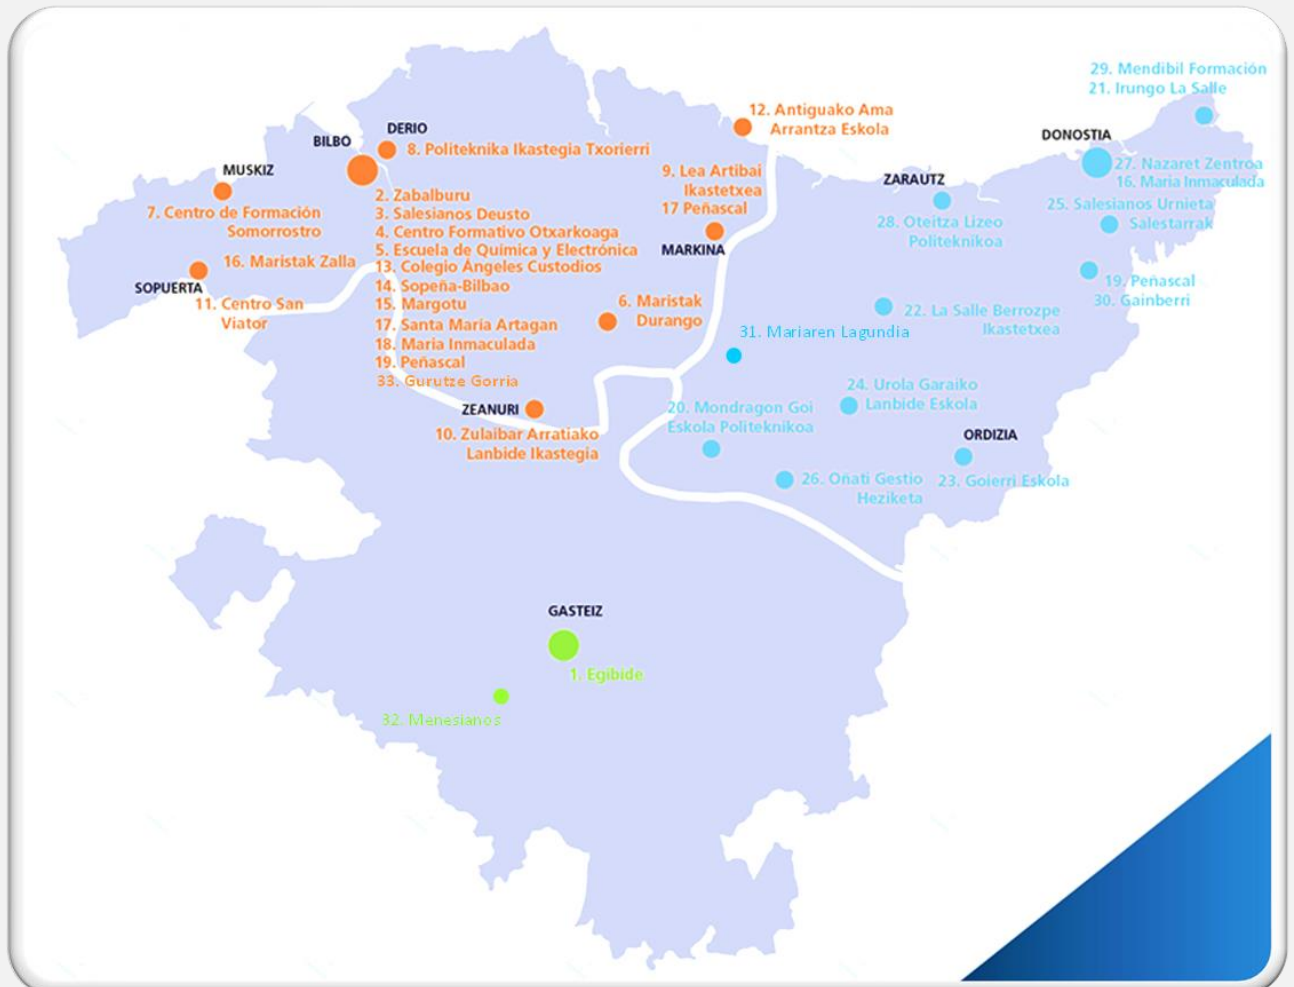 29. Mendibil Formación
21. Irungo La Salle
12. Antiguako Ama
Arrantza Eskola
DONOSTIA
DERIO
BILBO
8. Politeknika Ikastegia Txorierri
27. Nazaret Zentroa
16. Maria Inmaculada
MUSKIZ
9. Lea Artibai
Ikastetxea
17 Peñascal
MARKINA
ZARAUTZ
2. Zabalburu
3. Salesianos Deusto
4. Centro Formativo Otxarkoaga
5. Escuela de Química y Electrónica
13. Colegio Ángeles Custodios
14. Sopeña-Bilbao
15. Margotu
17. Santa María Artagan
18. Maria Inmaculada
19. Peñascal
33. Gurutze Gorria
7. Centro de Formación
Somorrostro
25. Salesianos Urnieta
Salestarrak
28. Oteitza Lizeo
Politeknikoa
16. Maristak Zalla
SOPUERTA
11. Centro San
Viator
19. Peñascal
30. Gainberri
6. Maristak
Durango
22. La Salle Berrozpe
Ikastetxea
31. Mariaren Lagundia
24. Urola Garaiko
Lanbide Eskola
20. Mondragon Goi
Eskola Politeknikoa
ZEANURI
10. Zulaibar Arratiako
Lanbide Ikastegia
ORDIZIA
26. Oñati Gestio
Heziketa
23. Goierri Eskola
GASTEIZ
1. Egibide
32. Menesianos